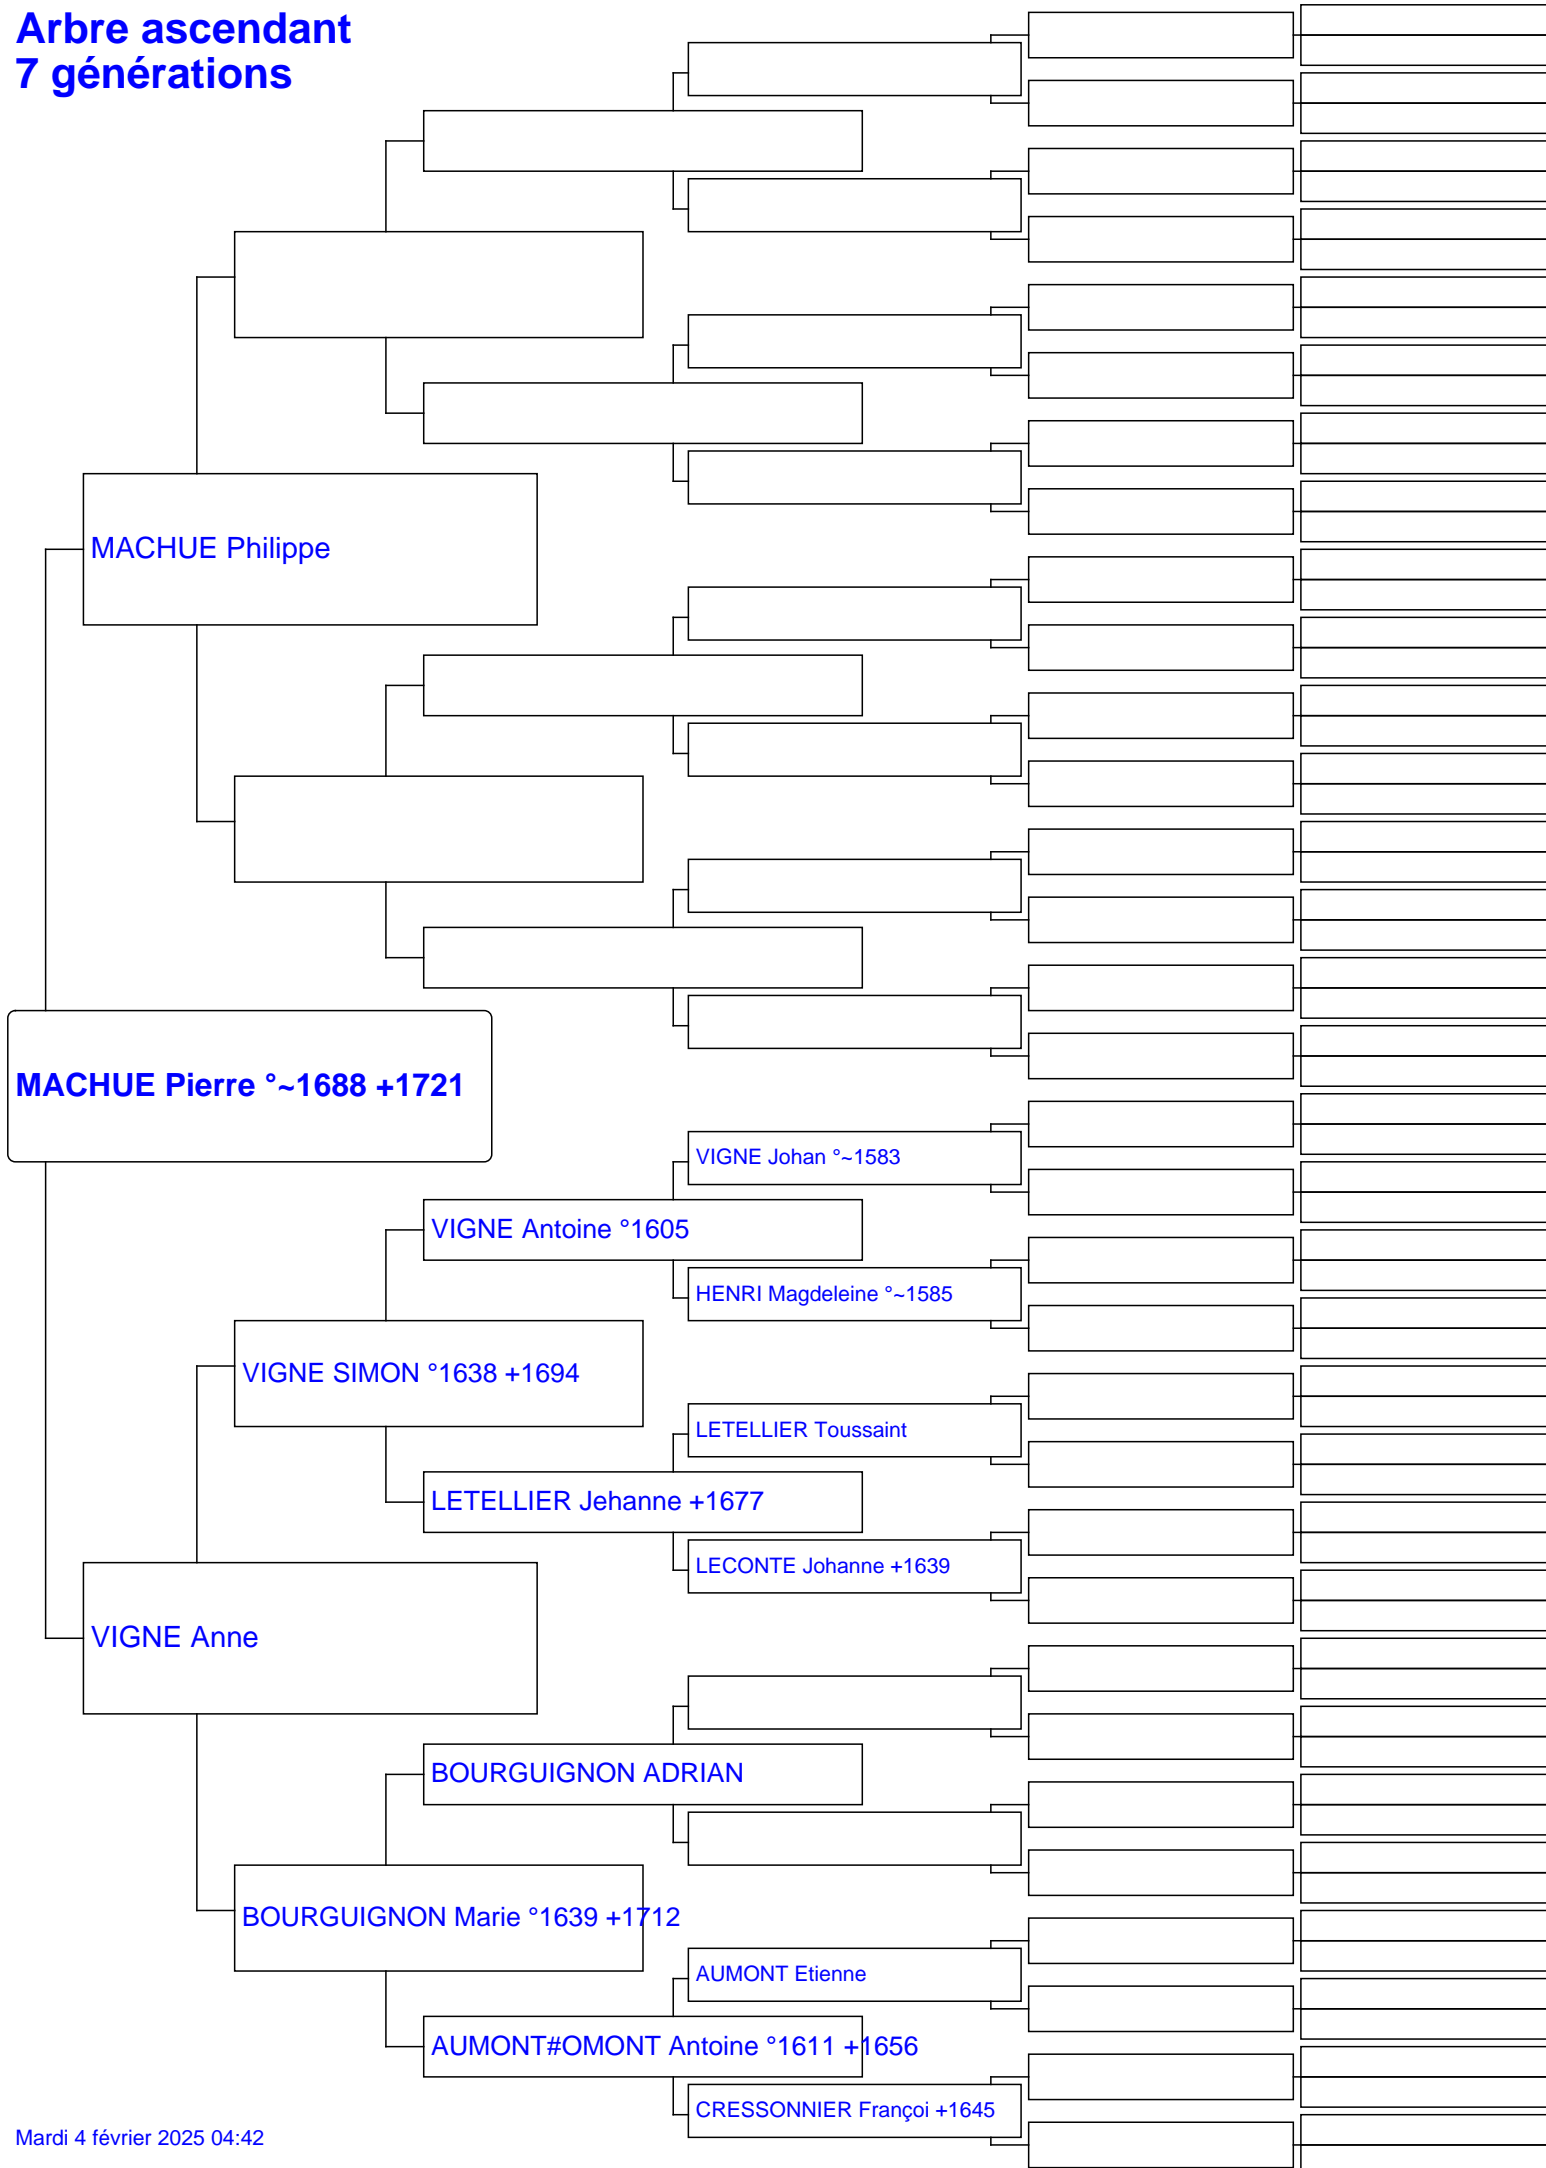 Arbre ascendant
7 générations
MACHUE Philippe
MACHUE Pierre °~1688 +1721
VIGNE Johan °~1583
VIGNE Antoine °1605
HENRI Magdeleine °~1585
VIGNE SIMON °1638 +1694
LETELLIER Toussaint
LETELLIER Jehanne +1677
LECONTE Johanne +1639
VIGNE Anne
BOURGUIGNON ADRIAN
BOURGUIGNON Marie °1639 +1712
AUMONT Etienne
AUMONT#OMONT Antoine °1611 +1656
CRESSONNIER Françoi +1645
Mardi 4 février 2025 04:42